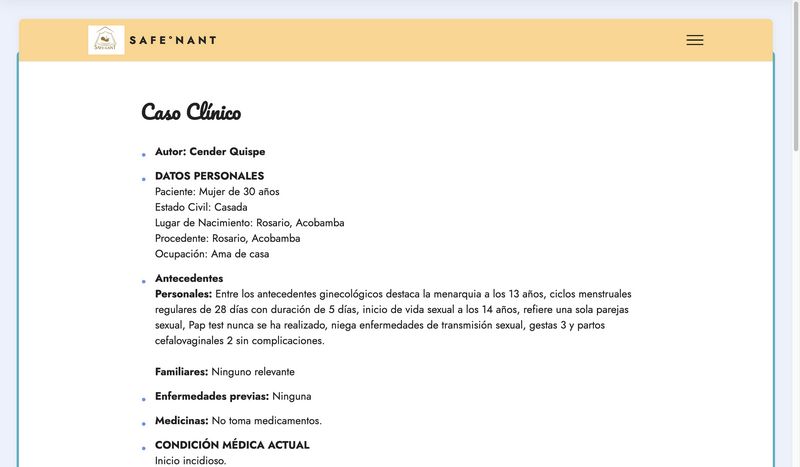 SAFE°NANT
SAFE°NANT
Caso Clínico
Autor: Cender Quispe
DATOS PERSONALES
Paciente: Mujer de 30 años
Estado Civil: Casada
Lugar de Nacimiento: Rosario, Acobamba
Procedente: Rosario, Acobamba
Ocupación: Ama de casa
Antecedentes
Personales: Entre los antecedentes ginecológicos destaca la menarquia a los 13 años, ciclos menstruales
regulares de 28 días con duración de 5 días, inicio de vida sexual a los 14 años, refiere una sola parejas
sexual, Pap test nunca se ha realizado, niega enfermedades de transmisión sexual, gestas 3 y partos
cefalovaginales 2 sin complicaciones.
Familiares: Ninguno relevante
Enfermedades previas: Ninguna
Medicinas: No toma medicamentos.
CONDICIÓN MÉDICA ACTUAL
Inicio incidioso.